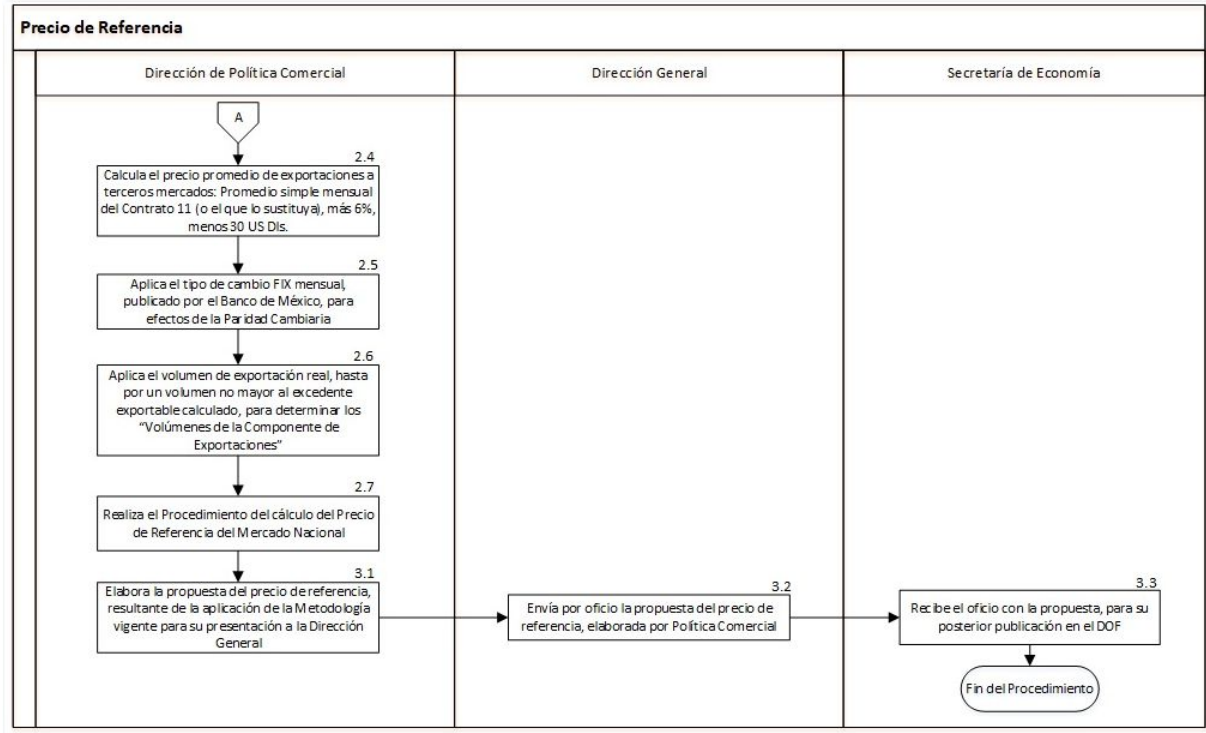 Precio de Referencia
Dirección de Política Comercial
Dirección General
Secretaría de Economía
A
2.4
Calcula el precio promedio de exportaciones a
terceros mercados: Promedio simple mensual
del Contrato 11 (o el que lo sustituya), más 6%,
menos 30 US Dls.
2.5
Aplica el tipo de cambio FIX mensual,
publicado por el Banco de México, para
efectos de la Paridad Cambiaria
2.6
Aplica el volumen de exportación real, hasta
por un volumen no mayor al excedente
exportable calculado, para determinar los
“Volúmenes de la Componente de
Exportaciones”
2.7
Realiza el Procedimiento del cálculo del Precio
de Referencia del Mercado Nacional
3.1
Elabora la propuesta del precio de referencia,
resultante de la aplicación de la Metodología
vigente para su presentación a la Dirección
General
3.2
Envía por oficio la propuesta del precio de
referencia, elaborada por Política Comercial
3.3
Recibe el oficio con la propuesta, para su
posterior publicación en el DOF
Fin del Procedimiento